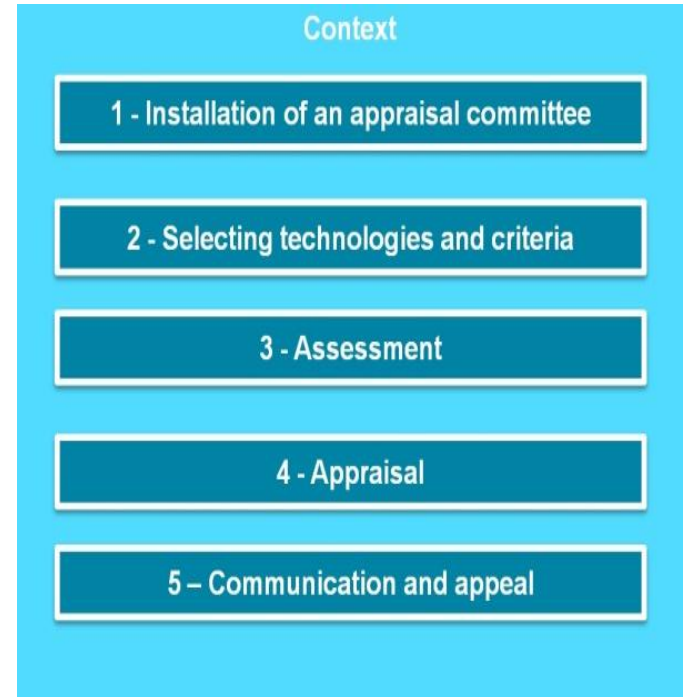 Context
1 - Installation of an appraisal committee
2 - Selecting technologies and criteria
3 - Assessment
4 - Appraisal
5 – Communication and appeal